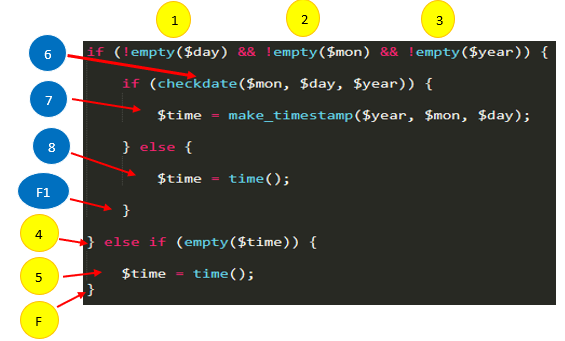 1 2 3
6 if (!empty($day) && !empty($mon) && !empty($year)) {
if (checkdate($mon, $day, $year)) {
7 $time = make_timestamp($year, $mon, $day);
8 } else {
$time = time();
F1 }
4 } else if (empty($time)) {
5 $time = time();
F }